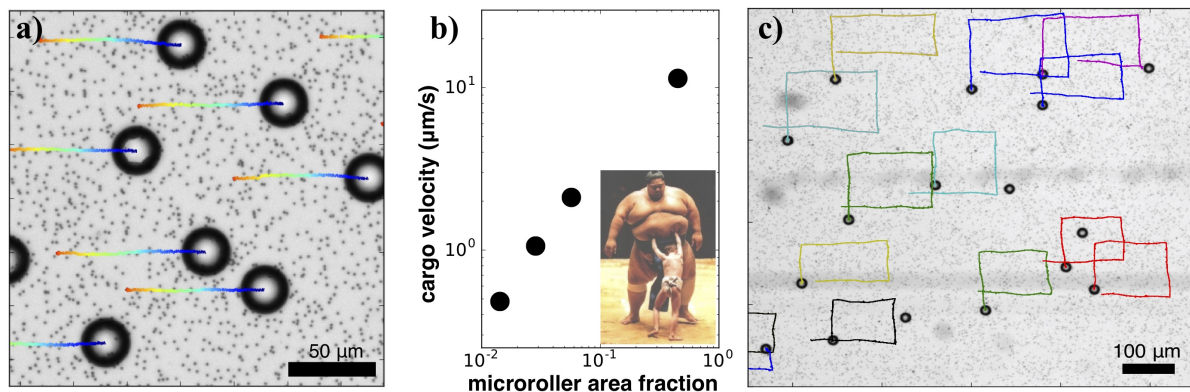 a)
50 μm
b)
cargo velocity (μm/s)
10¹
10⁰
10⁻²
10⁻¹
10⁰
microroller area fraction
c)
100 μm